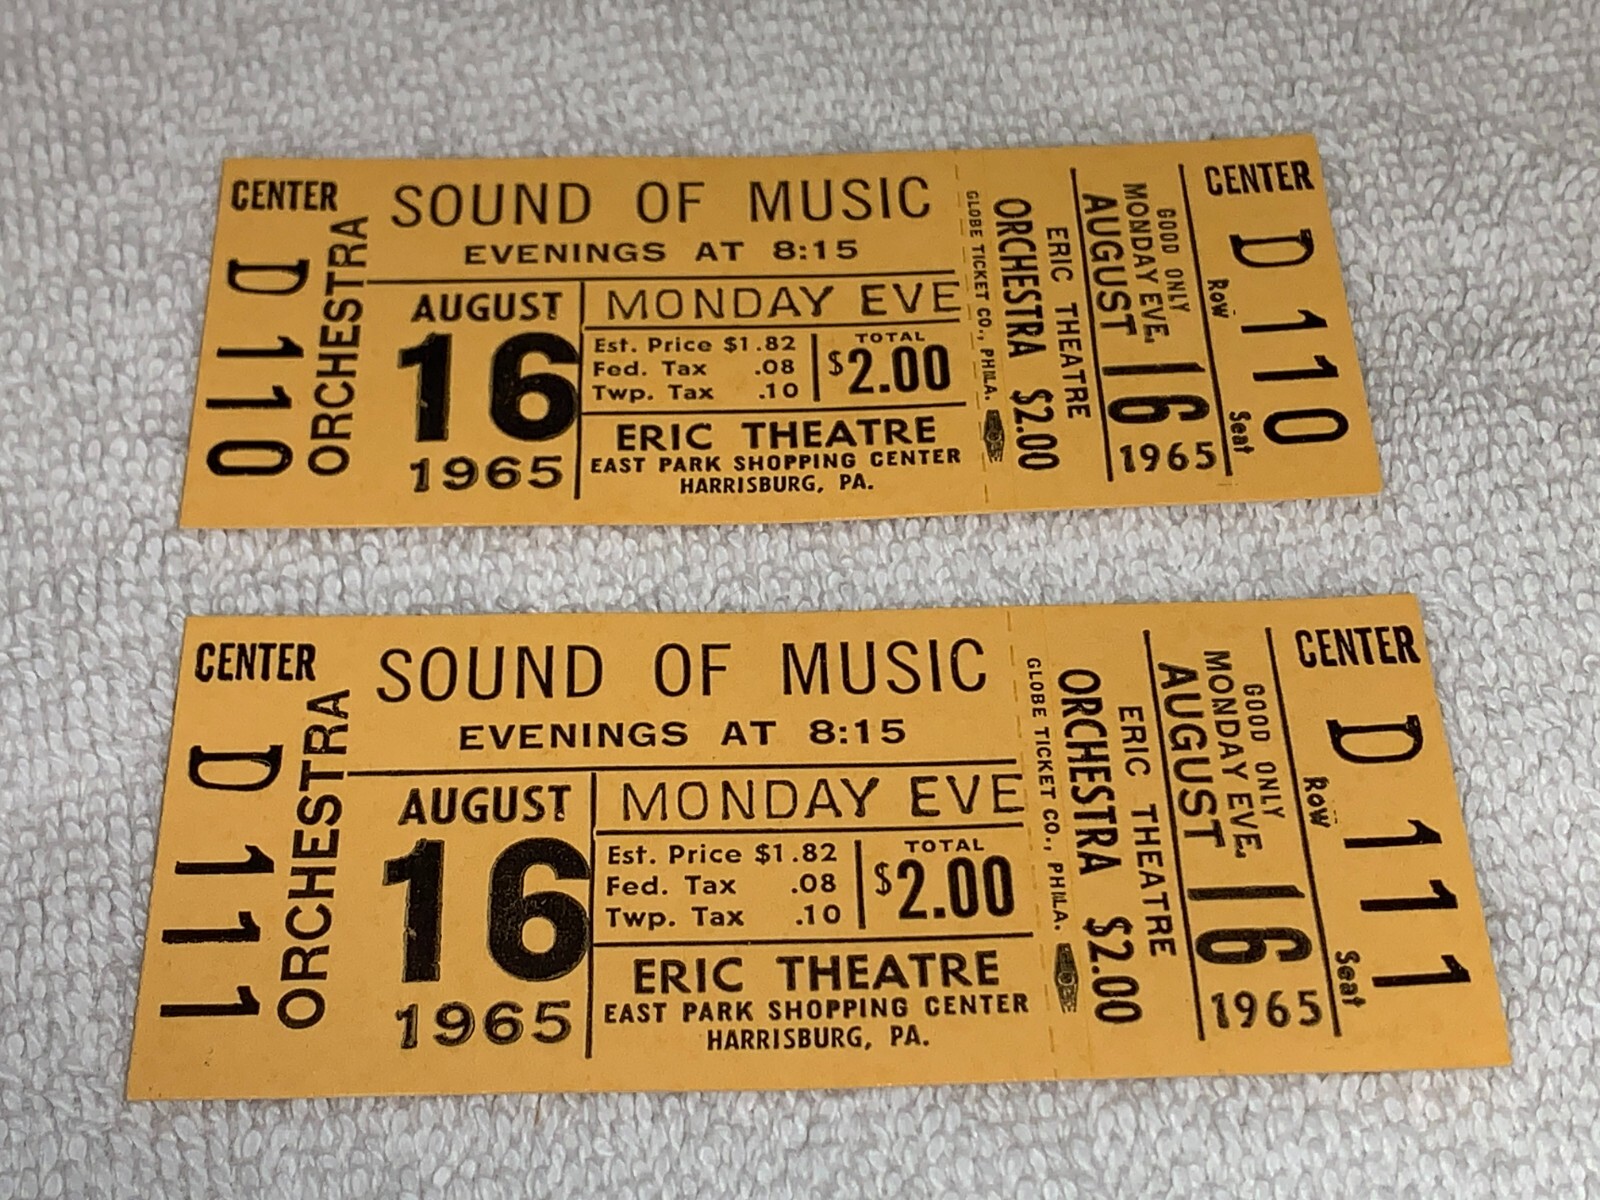 CENTER
D 110
ORCHESTRA
SOUND OF MUSIC
EVENINGS AT 8:15
AUGUST
16
1965
MONDAY EVE
Est. Price $1.82
Fed. Tax .08
Twp. Tax .10
TOTAL
$2.00
ERIC THEATRE
EAST PARK SHOPPING CENTER
HARRISBURG, PA.
GLOBE TICKET CO., PHILA.
ORCHESTRA $2.00
ERIC THEATRE
AUGUST 16
MONDAY EVE.
GOOD ONLY
1965
Row Seat
CENTER
D 110
CENTER
D 111
ORCHESTRA
SOUND OF MUSIC
EVENINGS AT 8:15
AUGUST
16
1965
MONDAY EVE
Est. Price $1.82
Fed. Tax .08
Twp. Tax .10
TOTAL
$2.00
ERIC THEATRE
EAST PARK SHOPPING CENTER
HARRISBURG, PA.
GLOBE TICKET CO., PHILA.
ORCHESTRA $2.00
ERIC THEATRE
AUGUST 16
MONDAY EVE.
GOOD ONLY
1965
Row Seat
CENTER
D 111